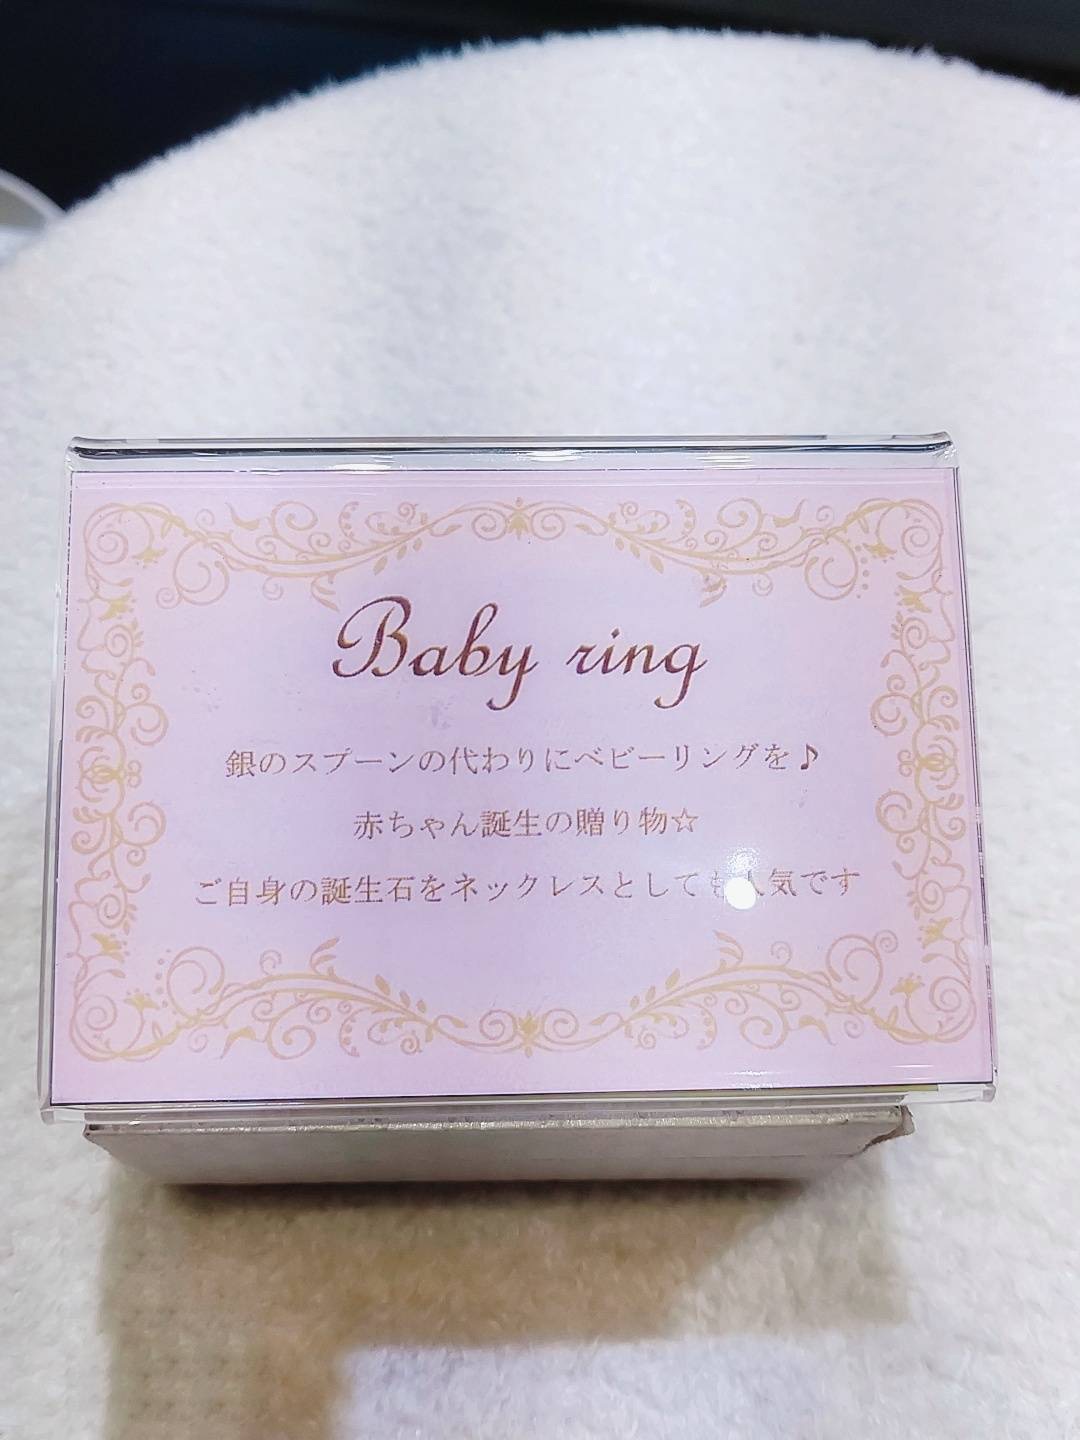 Baby ring
銀のスプーンの代わりにベビーリングを♪
赤ちゃん誕生の贈り物☆
ご自身の誕生石をネックレスとしても人気です